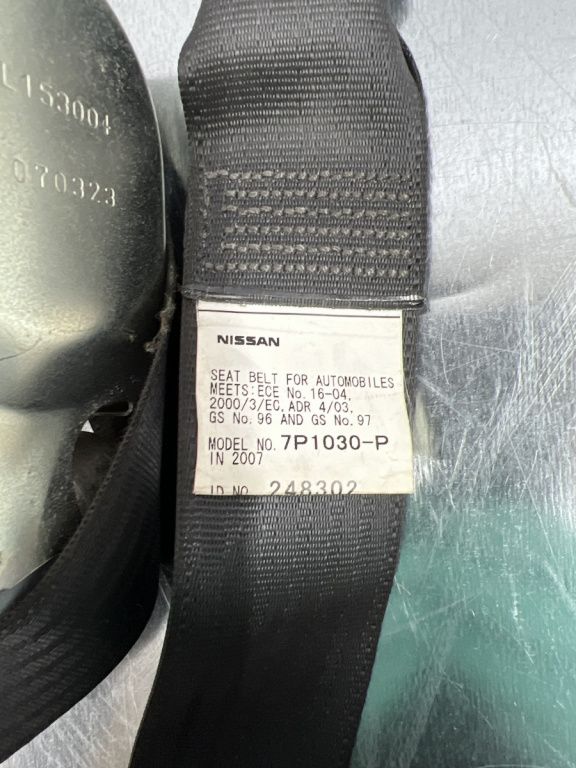 L153004
070323
NISSAN
SEAT BELT FOR AUTOMOBILES
MEETS:ECE No. 16-04,
2000/3/EC, ADR 4/03,
GS No. 96 AND GS No. 97
MODEL NO. 7P1030-P
IN 2007
ID NO. 248302